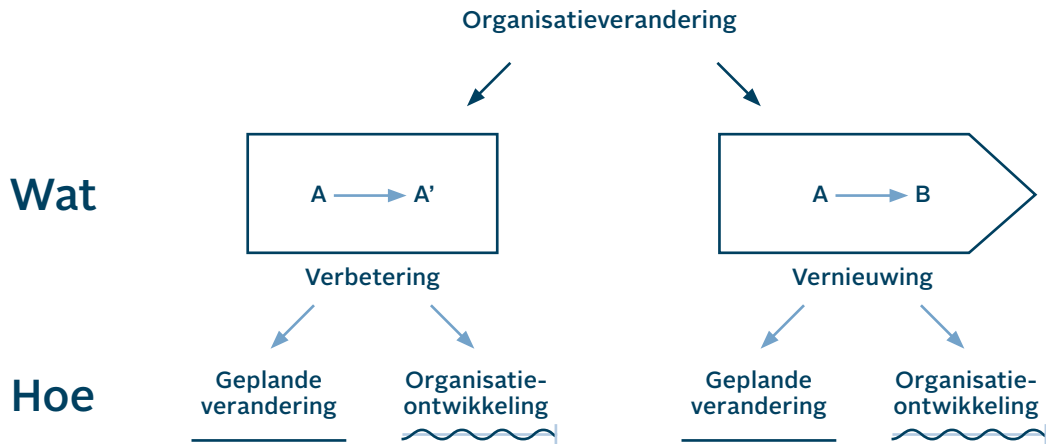 Organisatieverandering
Wat
A A'
A B
Verbetering
Vernieuwing
Hoe
Geplande
verandering
Organisatie-
ontwikkeling
Geplande
verandering
Organisatie-
ontwikkeling